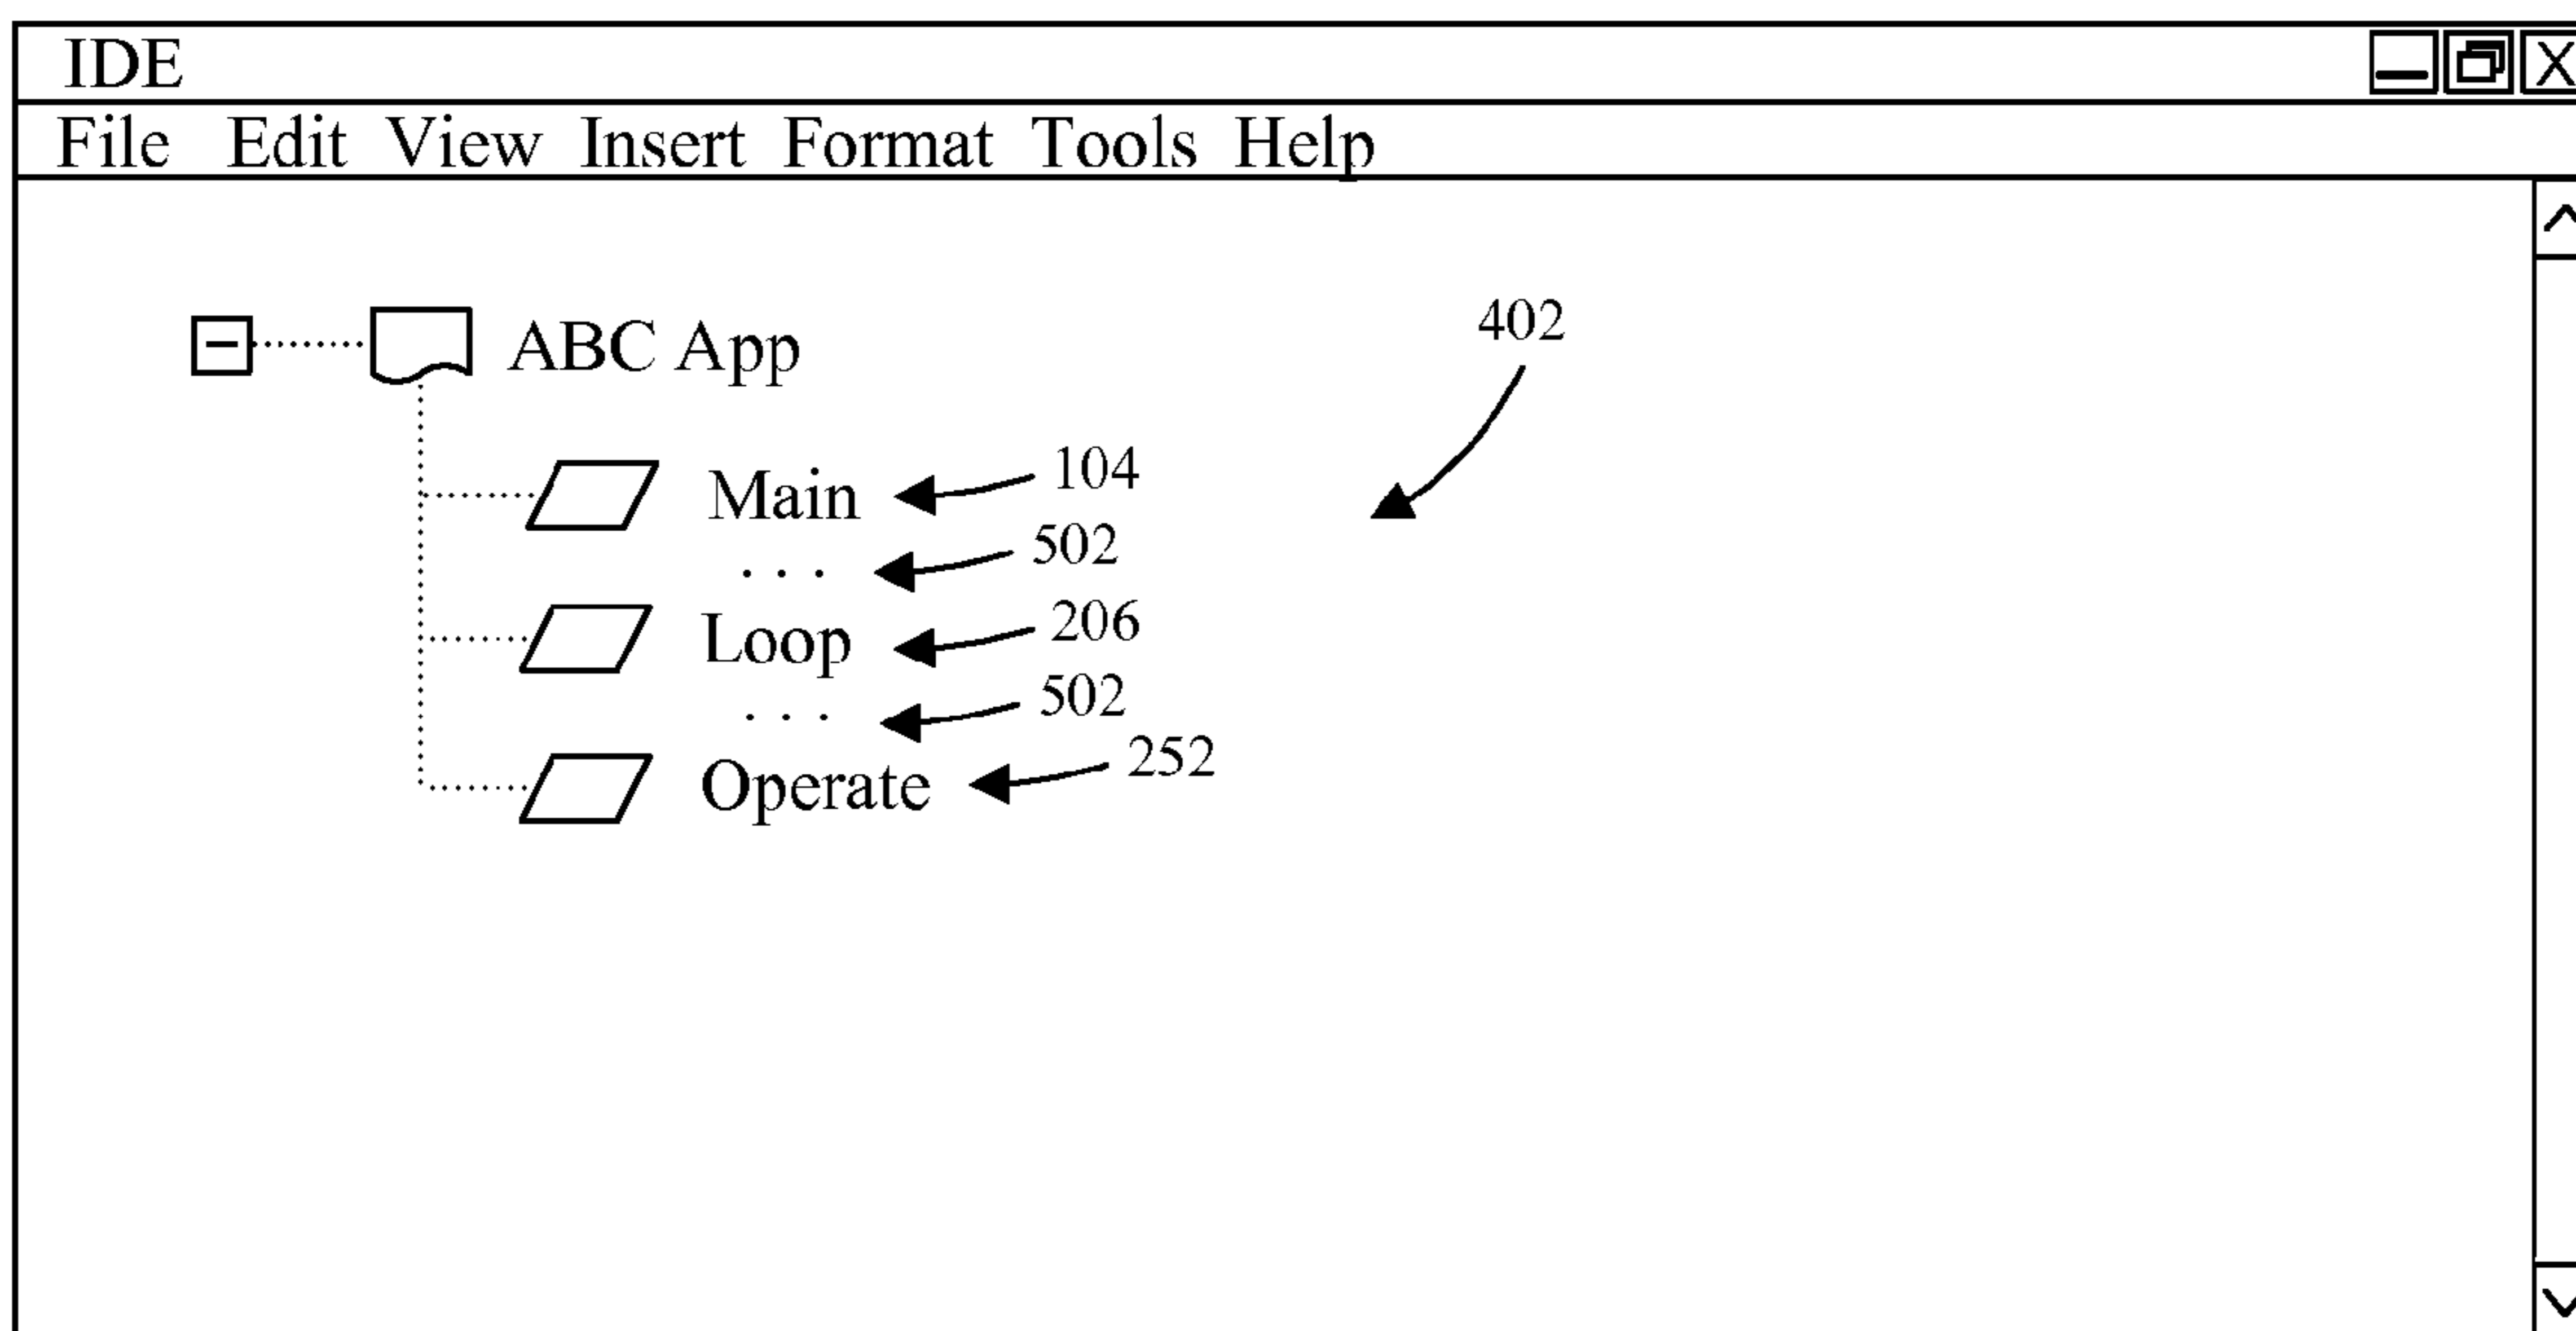 IDE
File Edit View Insert Format Tools Help
ABC App
402
Main 104
. . . 502
Loop 206
. . . 502
Operate 252